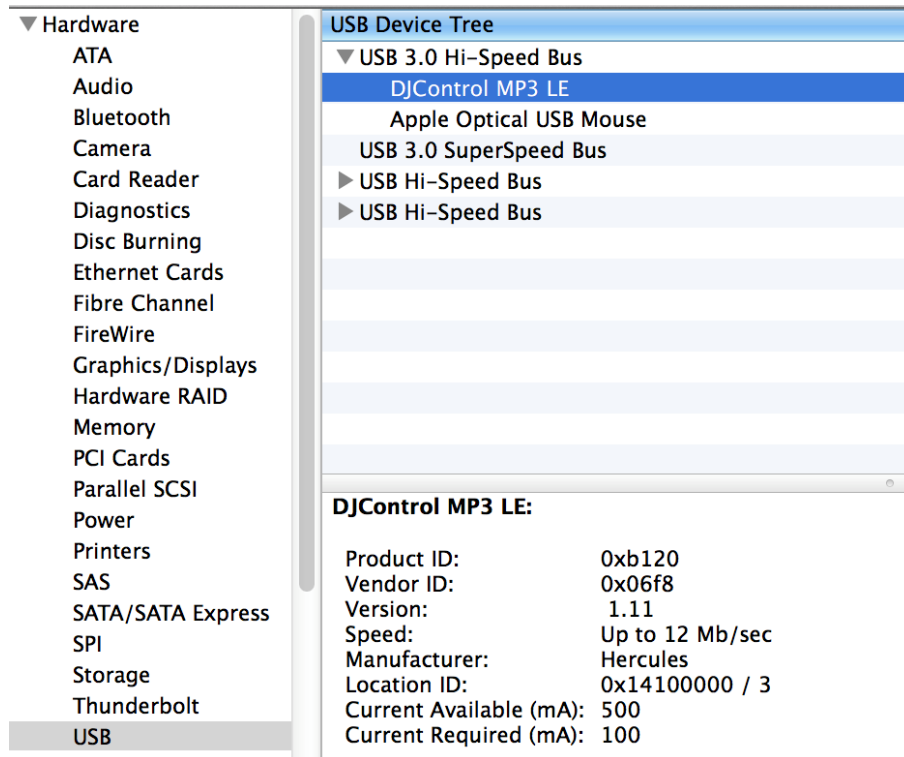 Hardware
ATA
Audio
Bluetooth
Camera
Card Reader
Diagnostics
Disc Burning
Ethernet Cards
Fibre Channel
FireWire
Graphics/Displays
Hardware RAID
Memory
PCI Cards
Parallel SCSI
Power
Printers
SAS
SATA/SATA Express
SPI
Storage
Thunderbolt
USB
USB Device Tree
USB 3.0 Hi-Speed Bus
DJControl MP3 LE
Apple Optical USB Mouse
USB 3.0 SuperSpeed Bus
USB Hi-Speed Bus
USB Hi-Speed Bus
DJControl MP3 LE:
Product ID: 0xb120
Vendor ID: 0x06f8
Version: 1.11
Speed: Up to 12 Mb/sec
Manufacturer: Hercules
Location ID: 0x14100000 / 3
Current Available (mA): 500
Current Required (mA): 100